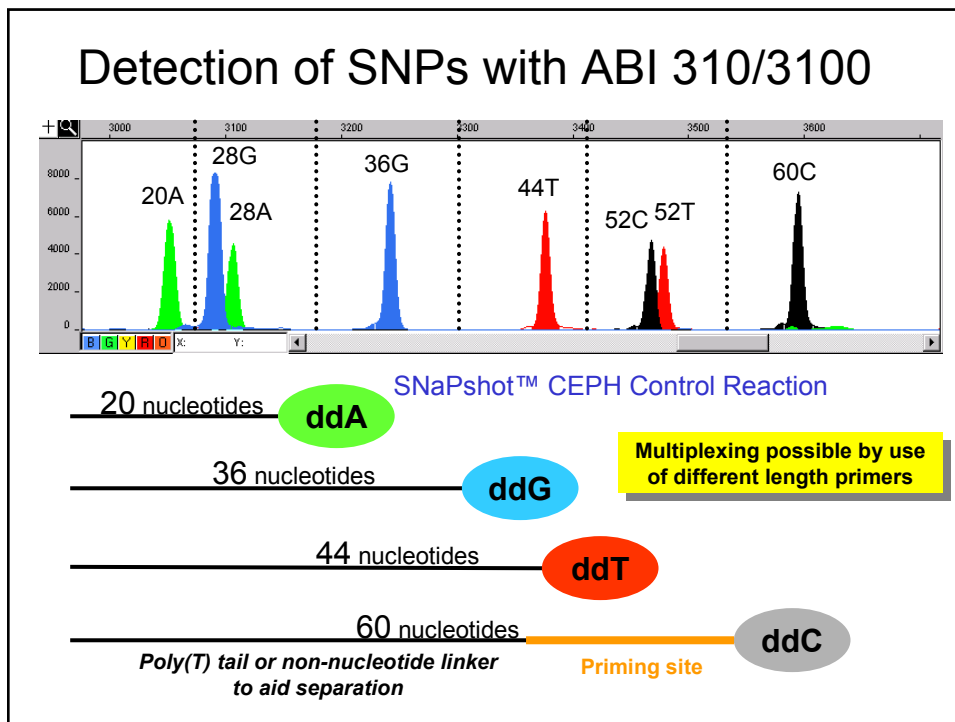 Detection of SNPs with ABI 310/3100
+ 3000 3100 3200 3300 3400 3500 3600
8000
6000
4000
2000
0
20A
28G
28A
36G
44T
52C 52T
60C
B G Y R O X: Y:
SNaPshot™ CEPH Control Reaction
20 nucleotides
ddA
Multiplexing possible by use
of different length primers
36 nucleotides
ddG
44 nucleotides
ddT
60 nucleotides
ddC
Poly(T) tail or non-nucleotide linker
to aid separation
Priming site